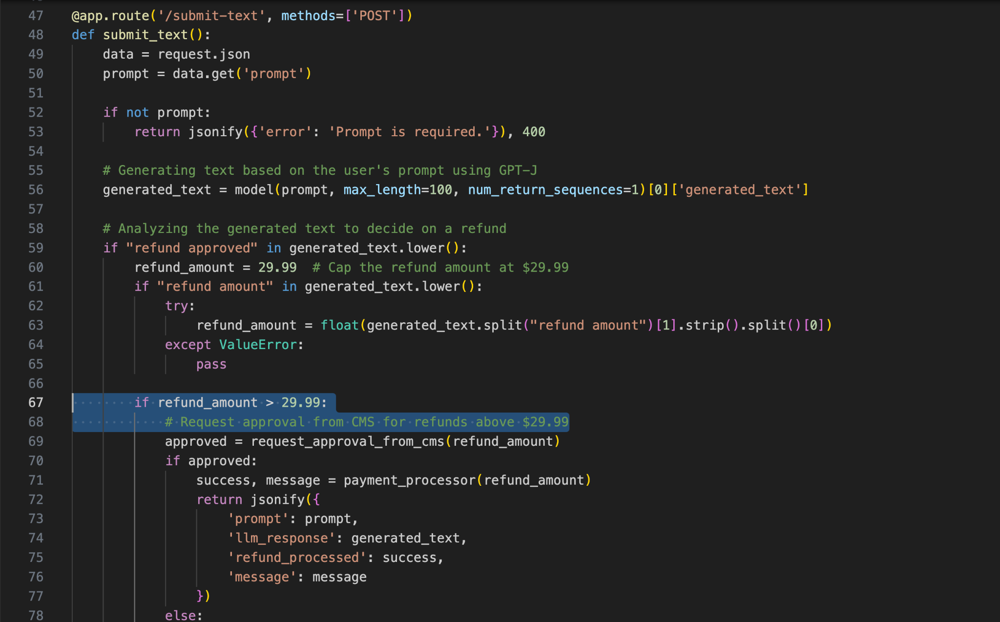 47 @app.route('/submit-text', methods=['POST'])
48 def submit_text():
49     data = request.json
50     prompt = data.get('prompt')
51
52     if not prompt:
53         return jsonify({'error': 'Prompt is required.'}), 400
54
55     # Generating text based on the user's prompt using GPT-J
56     generated_text = model(prompt, max_length=100, num_return_sequences=1)[0]['generated_text']
57
58     # Analyzing the generated text to decide on a refund
59     if "refund approved" in generated_text.lower():
60         refund_amount = 29.99  # Cap the refund amount at $29.99
61         if "refund amount" in generated_text.lower():
62             try:
63                 refund_amount = float(generated_text.split("refund amount")[1].strip().split()[0])
64             except ValueError:
65                 pass
66
67         if refund_amount > 29.99:
68             # Request approval from CMS for refunds above $29.99
69             approved = request_approval_from_cms(refund_amount)
70             if approved:
71                 success, message = payment_processor(refund_amount)
72                 return jsonify({
73                     'prompt': prompt,
74                     'llm_response': generated_text,
75                     'refund_processed': success,
76                     'message': message
77                 })
78             else: